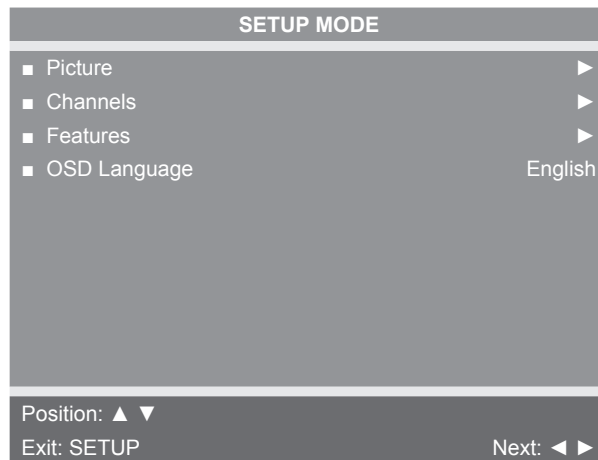 SETUP MODE
■ Picture ►
■ Channels ►
■ Features ►
■ OSD Language English
Position: ▲ ▼
Exit: SETUP Next: ◄ ►